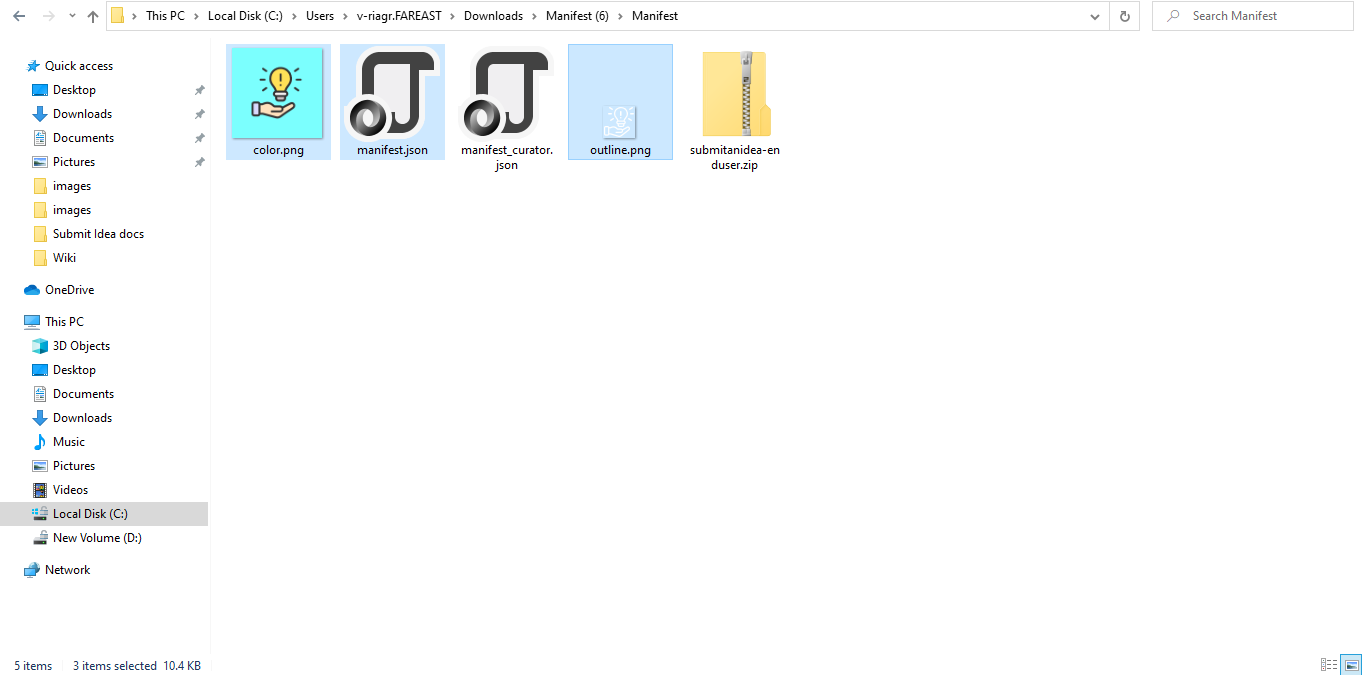 This PC
Local Disk (C:)
Users
v-riagr.FAREAST
Downloads
Manifest (6)
Manifest
Search Manifest
Quick access
Desktop
Downloads
Documents
Pictures
images
images
Submit Idea docs
Wiki
OneDrive
This PC
3D Objects
Desktop
Documents
Downloads
Music
Pictures
Videos
Local Disk (C:)
New Volume (D:)
Network
color.png
manifest.json
manifest_curator.
json
outline.png
submitanidea-en
duser.zip
5 items
3 items selected 10.4 KB